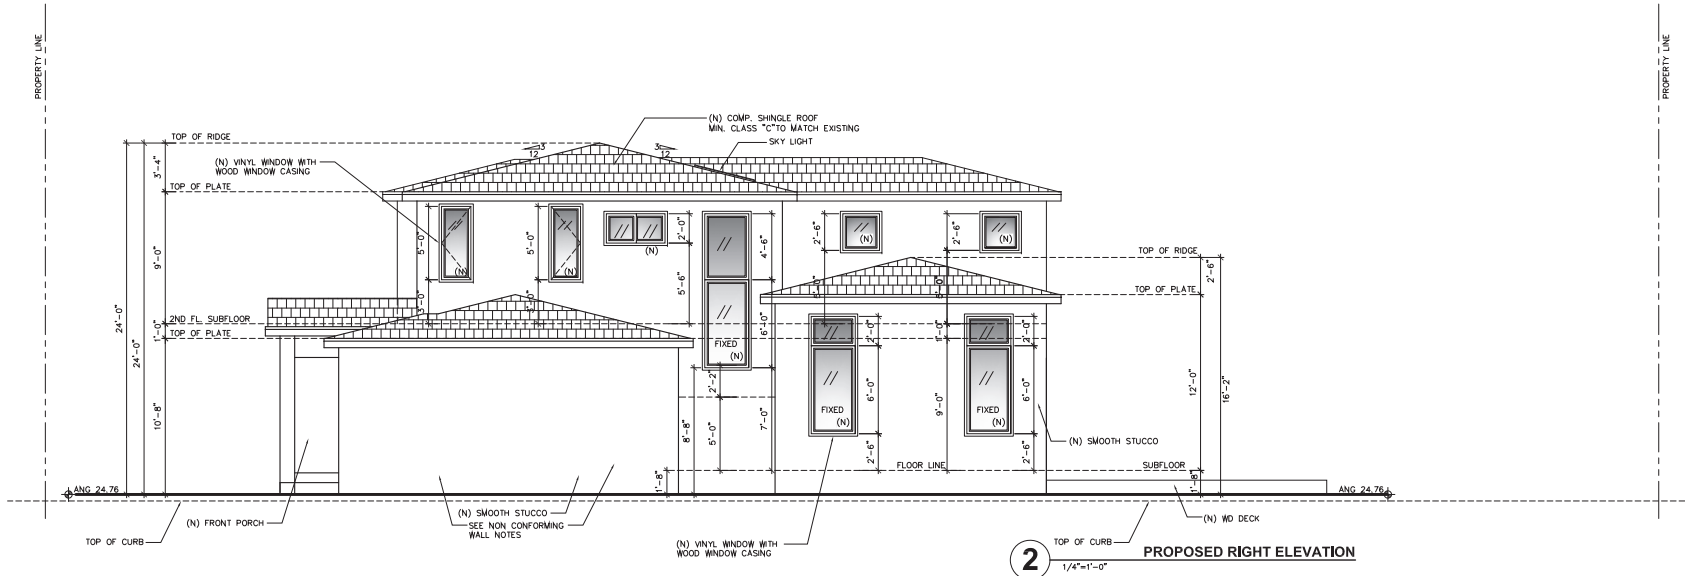 PROPERTY LINE
PROPERTY LINE
(N) COMP. SHINGLE ROOF
MIN. CLASS "C"TO MATCH EXISTING
SKY LIGHT
TOP OF RIDGE
3
12
3
12
(N) VINYL WINDOW WITH
WOOD WINDOW CASING
3'-4"
TOP OF PLATE
9'-0"
24'-0"
24'-0"
5'-0"
(N)
5'-0"
(N)
2'-0"
(N)
5'-6"
4'-6"
6'-0"
FIXED
(N)
2'-6"
(N)
2'-6"
(N)
TOP OF RIDGE
2'-6"
TOP OF PLATE
2ND FL. SUBFLOOR
1'-0"
TOP OF PLATE
10'-8"
2'-2"
8'-8"
5'-0"
7'-0"
1'-8"
2'-0"
6'-0"
2'-6"
FIXED
(N)
1'-0"
9'-0"
2'-0"
6'-0"
2'-6"
FIXED
(N)
12'-0"
16'-2"
(N) SMOOTH STUCCO
FLOOR LINE
SUBFLOOR
1'-8"
ANG 24.76
ANG 24.76
(N) FRONT PORCH
(N) SMOOTH STUCCO
SEE NON CONFORMING
WALL NOTES
(N) WD DECK
TOP OF CURB
(N) VINYL WINDOW WITH
WOOD WINDOW CASING
TOP OF CURB
2
PROPOSED RIGHT ELEVATION
1/4"=1'-0"